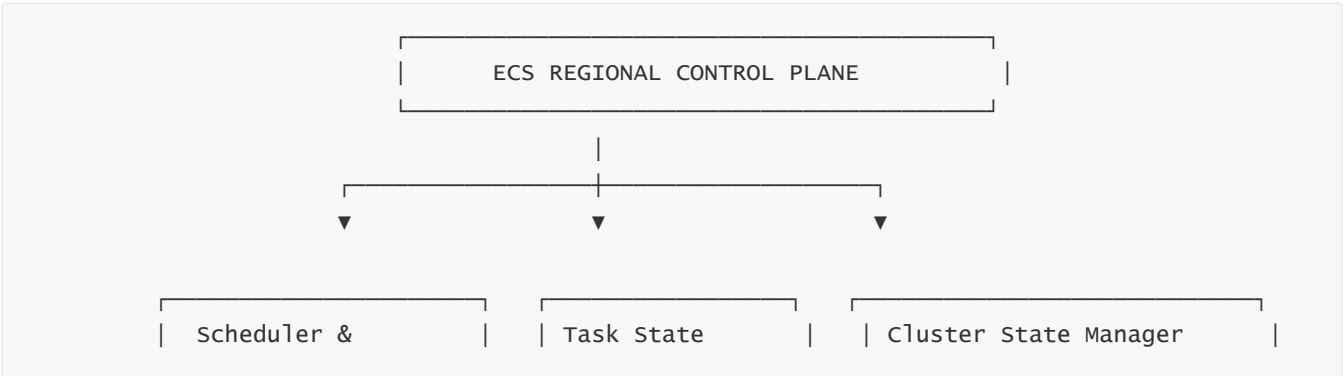 ECS REGIONAL CONTROL PLANE
Scheduler & Task State Cluster State Manager